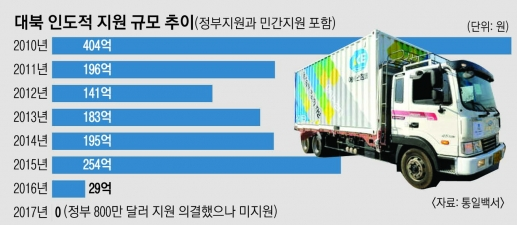 대북 인도적 지원 규모 추이(정부지원과 민간지원 포함)
(단위: 원)
2010년 404억
2011년 196억
2012년 141억
2013년 183억
2014년 195억
2015년 254억
2016년 29억
2017년 0 (정부 800만 달러 지원 의결했으나 미지원)
<자료: 통일백서>